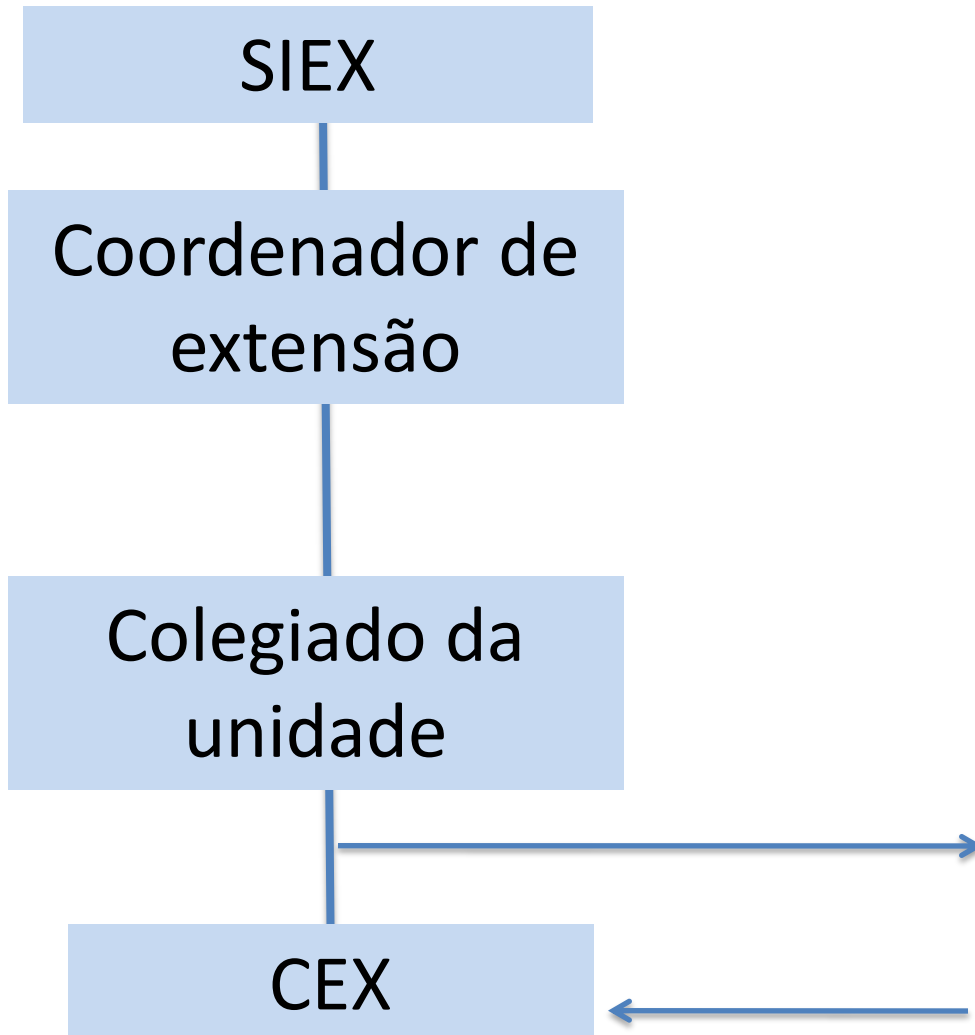 SIEX
Coordenador de
extensão
Colegiado da
unidade
CEX